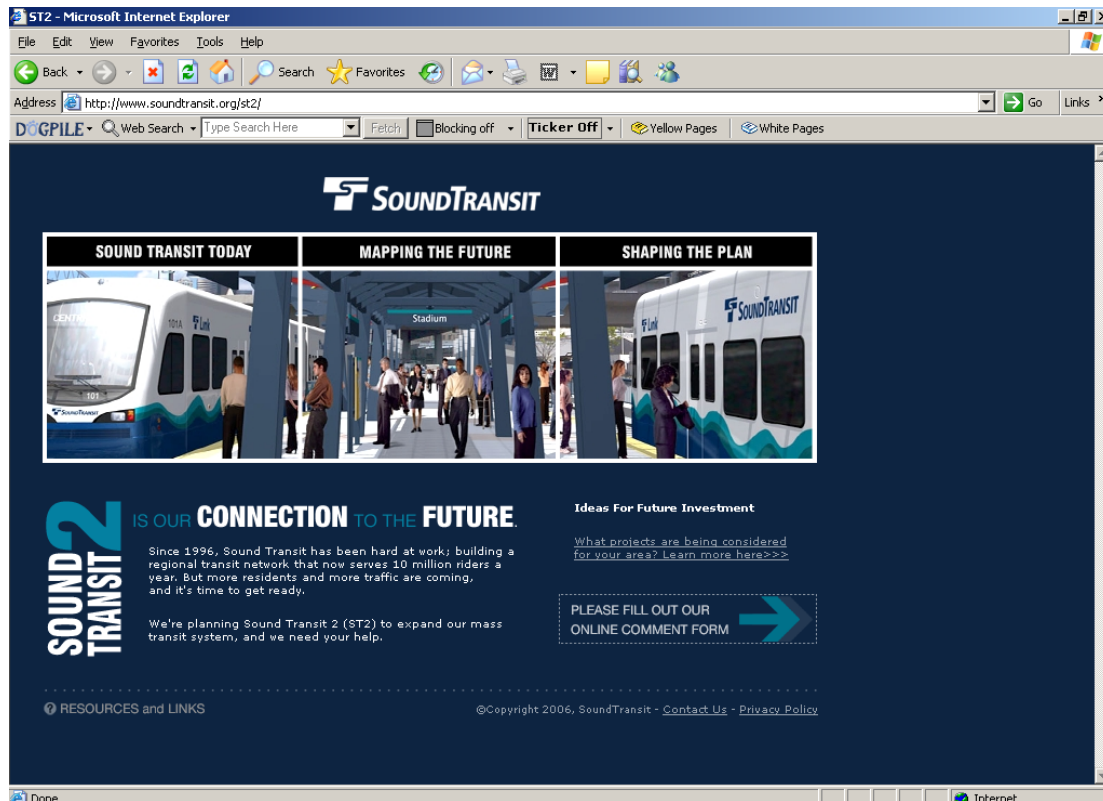 ST2 - Microsoft Internet Explorer
File Edit View Favorites Tools Help
Back Search Favorites
Address http://www.soundtransit.org/st2/ Go Links
DOGPILE Web Search Type Search Here Fetch Blocking off Ticker Off Yellow Pages White Pages
SOUNDTRANSIT
SOUND TRANSIT TODAY MAPPING THE FUTURE SHAPING THE PLAN
Stadium
101A Link
Link SOUNDTRANSIT
101
SOUNDTRANSIT
SOUND TRANSIT 2
IS OUR CONNECTION TO THE FUTURE.
Since 1996, Sound Transit has been hard at work; building a
regional transit network that now serves 10 million riders a
year. But more residents and more traffic are coming,
and it's time to get ready.
We're planning Sound Transit 2 (ST2) to expand our mass
transit system, and we need your help.
Ideas For Future Investment
What projects are being considered
for your area? Learn more here>>>
PLEASE FILL OUT OUR
ONLINE COMMENT FORM
RESOURCES and LINKS
©Copyright 2006, SoundTransit - Contact Us - Privacy Policy
Done Internet